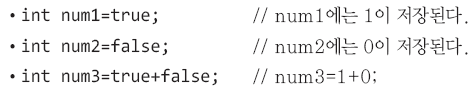 • int num1=true; // num1에는 1이 저장된다.
• int num2=false; // num2에는 0이 저장된다.
• int num3=true+false; // num3=1+0;